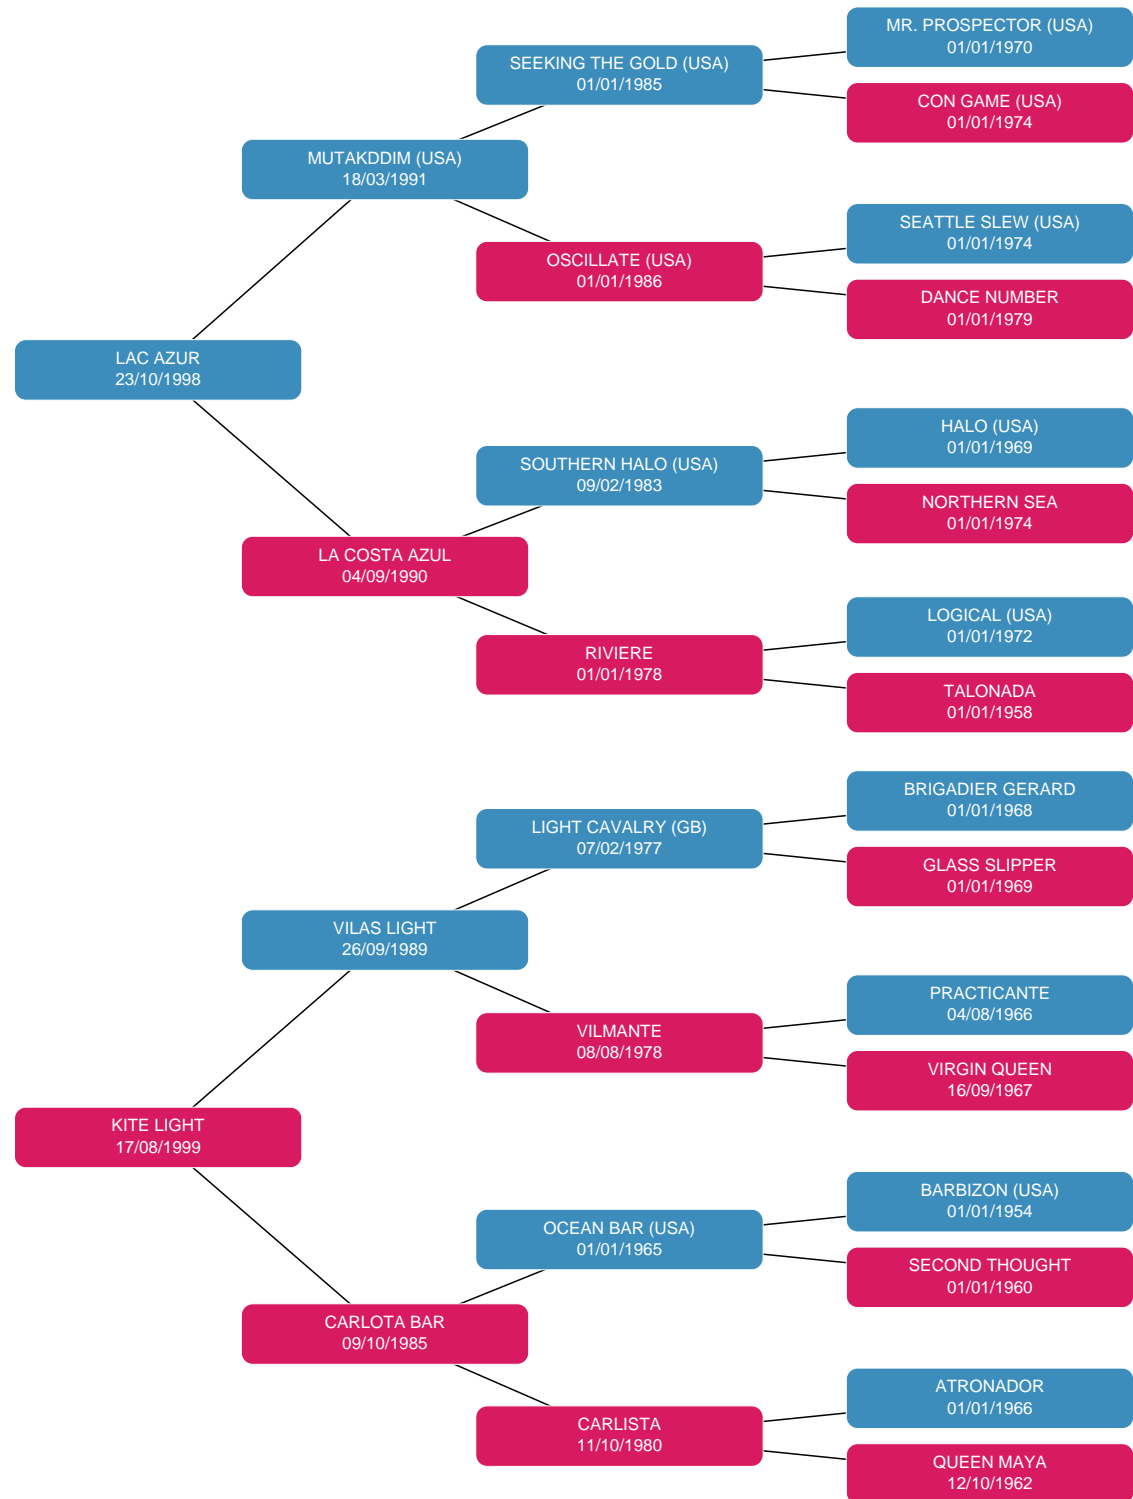 MR. PROSPECTOR (USA)
01/01/1970
SEEKING THE GOLD (USA)
01/01/1985
CON GAME (USA)
01/01/1974
MUTAKDDIM (USA)
18/03/1991
SEATTLE SLEW (USA)
01/01/1974
OSCILLATE (USA)
01/01/1986
DANCE NUMBER
01/01/1979
LAC AZUR
23/10/1998
HALO (USA)
01/01/1969
SOUTHERN HALO (USA)
09/02/1983
NORTHERN SEA
01/01/1974
LA COSTA AZUL
04/09/1990
LOGICAL (USA)
01/01/1972
RIVIERE
01/01/1978
TALONADA
01/01/1958
BRIGADIER GERARD
01/01/1968
LIGHT CAVALRY (GB)
07/02/1977
GLASS SLIPPER
01/01/1969
VILAS LIGHT
26/09/1989
PRACTICANTE
04/08/1966
VILMANTE
08/08/1978
VIRGIN QUEEN
16/09/1967
KITE LIGHT
17/08/1999
BARBIZON (USA)
01/01/1954
OCEAN BAR (USA)
01/01/1965
SECOND THOUGHT
01/01/1960
CARLOTA BAR
09/10/1985
ATRONADOR
01/01/1966
CARLISTA
11/10/1980
QUEEN MAYA
12/10/1962